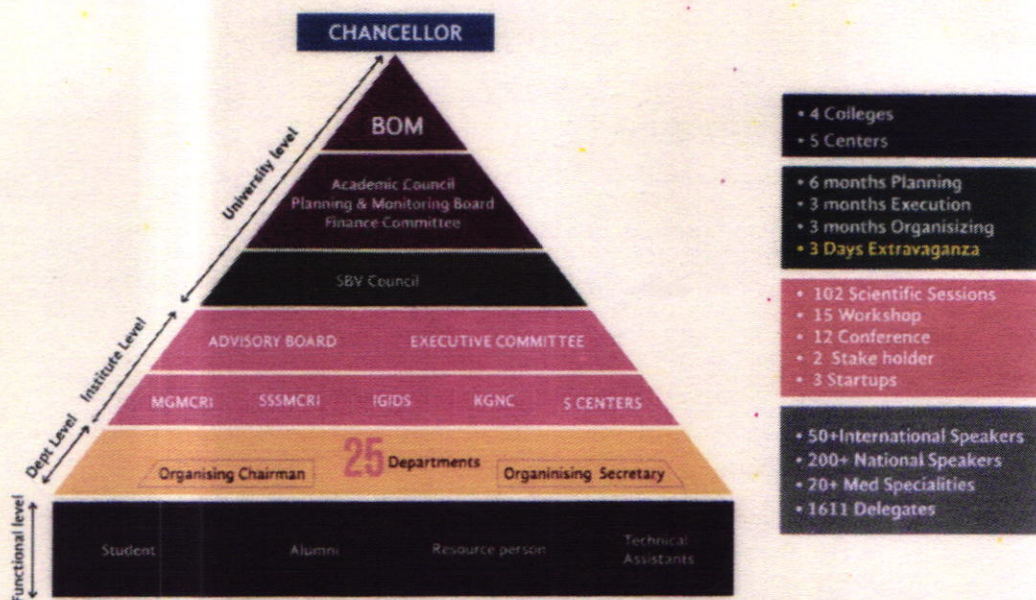 CHANCELLOR
BOM
Academic Council
Planning & Monitoring Board
Finance Committee
SBV Council
ADVISORY BOARD EXECUTIVE COMMITTEE
MGMCRI SSSMCRI IGIDS KGNC 5 CENTERS
25 Departments
Organising Chairman Organinising Secretary
Student Alumni Resource person Technical
Assistants
University level
Institute Level
Dept Level
Functional level
• 4 Colleges
• 5 Centers
• 6 months Planning
• 3 months Execution
• 3 months Organisizing
• 3 Days Extravaganza
• 102 Scientific Sessions
• 15 Workshop
• 12 Conference
• 2 Stake holder
• 3 Startups
• 50+International Speakers
• 200+ National Speakers
• 20+ Med Specialities
• 1611 Delegates